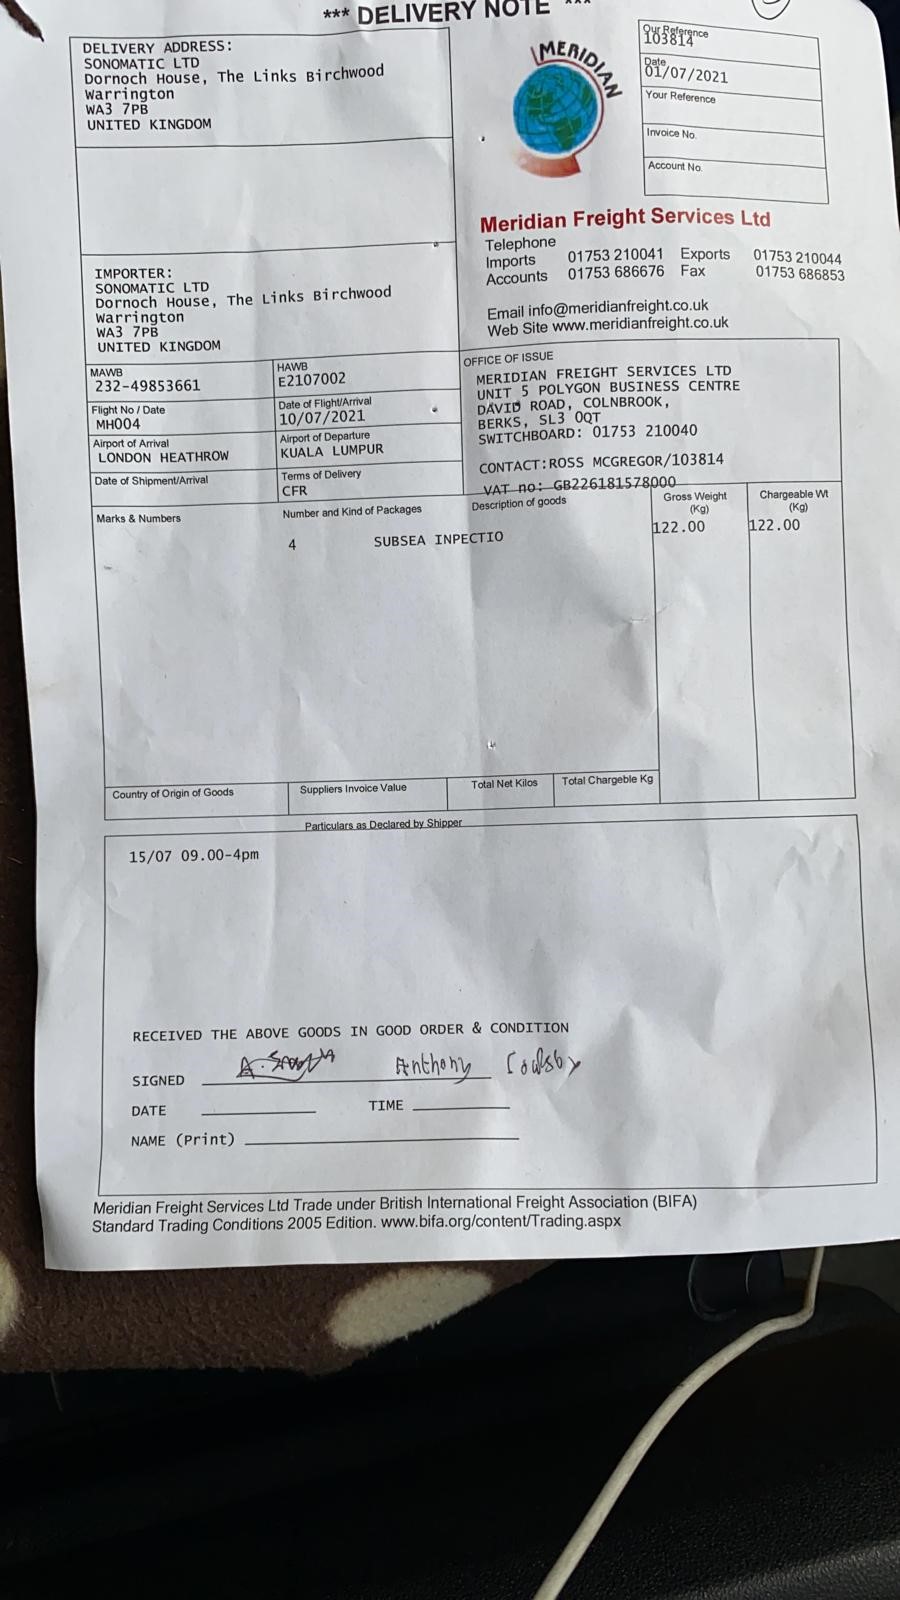 *** DELIVERY NOTE ***
DELIVERY ADDRESS:
SONOMATIC LTD
Dornoch House, The Links Birchwood
Warrington
WA3 7PB
UNITED KINGDOM
MERIDIAN
Our Reference
103814
Date
01/07/2021
Your Reference
Invoice No.
Account No.
Meridian Freight Services Ltd
Telephone
Imports 01753 210041 Exports 01753 210044
Accounts 01753 686676 Fax 01753 686853
Email info@meridianfreight.co.uk
Web Site www.meridianfreight.co.uk
IMPORTER:
SONOMATIC LTD
Dornoch House, The Links Birchwood
Warrington
WA3 7PB
UNITED KINGDOM
MAWB
232-49853661
HAWB
E2107002
Flight No / Date
MH004
Date of Flight/Arrival
10/07/2021
Airport of Arrival
LONDON HEATHROW
Airport of Departure
KUALA LUMPUR
Date of Shipment/Arrival
Terms of Delivery
CFR
OFFICE OF ISSUE
MERIDIAN FREIGHT SERVICES LTD
UNIT 5 POLYGON BUSINESS CENTRE
DAVID ROAD, COLNBROOK,
BERKS, SL3 0QT
SWITCHBOARD: 01753 210040
CONTACT:ROSS MCGREGOR/103814
VAT no: GB226181578000
Marks & Numbers
Number and Kind of Packages
Description of goods
Gross Weight
(Kg)
Chargeable Wt
(Kg)
4 SUBSEA INPECTIO 122.00 122.00
Country of Origin of Goods
Suppliers Invoice Value
Total Net Kilos
Total Chargeable Kg
Particulars as Declared by Shipper
15/07 09.00-4pm
RECEIVED THE ABOVE GOODS IN GOOD ORDER & CONDITION
SIGNED Anthony
DATE TIME
NAME (Print)
Meridian Freight Services Ltd Trade under British International Freight Association (BIFA)
Standard Trading Conditions 2005 Edition. www.bifa.org/content/Trading.aspx